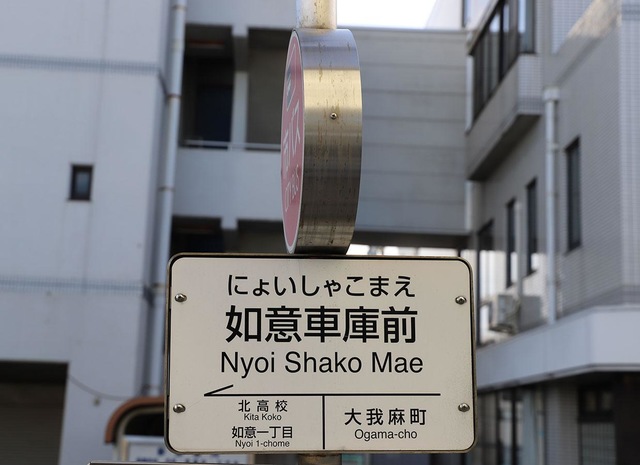 にょいしゃこまえ
如意車庫前
Nyoi Shako Mae
北高校
Kita Koko
如意一丁目
Nyoi 1-chome
大我麻町
Ogama-cho